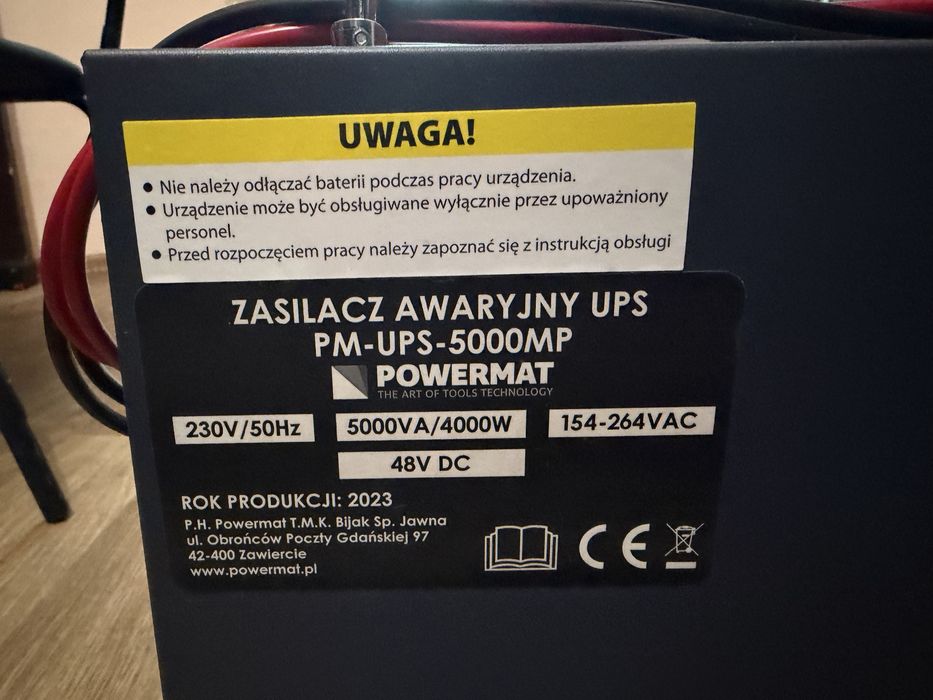 UWAGA!
• Nie należy odłączać baterii podczas pracy urządzenia.
• Urządzenie może być obsługiwane wyłącznie przez upoważniony
personel.
• Przed rozpoczęciem pracy należy zapoznać się z instrukcją obsługi
ZASILACZ AWARYJNY UPS
PM-UPS-5000MP
POWERMAT
THE ART OF TOOLS TECHNOLOGY
230V/50Hz 5000VA/4000W 154-264VAC
48V DC
ROK PRODUKCJI: 2023
P.H. Powermat T.M.K. Bijak Sp. Jawna
ul. Obrońców Poczty Gdańskiej 97
42-400 Zawiercie
www.powermat.pl
CE